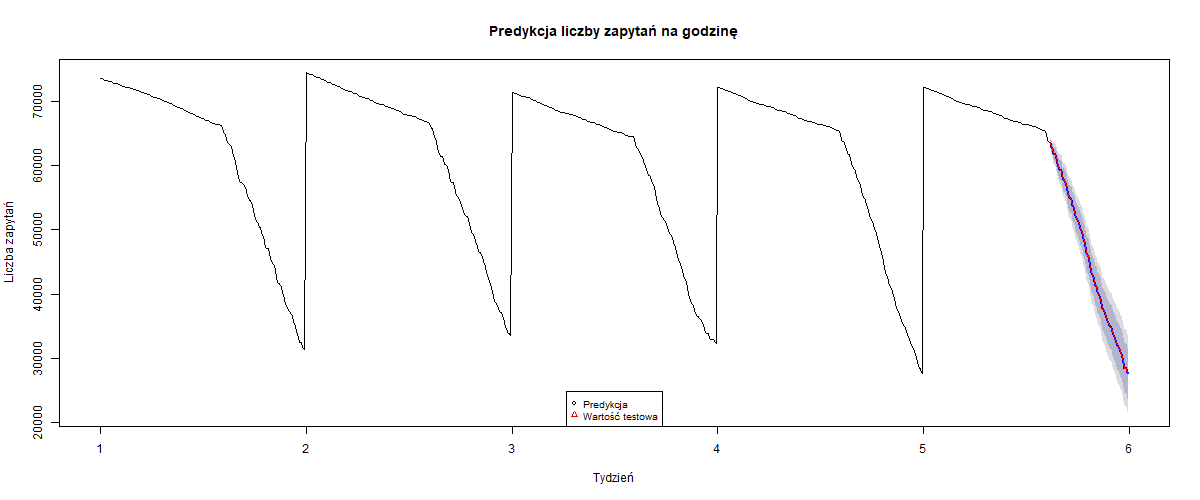 Predykcja liczby zapytań na godzinę
Liczba zapytań
70000
60000
50000
40000
30000
20000
Predykcja
Wartość testowa
1 2 3 4 5 6
Tydzień